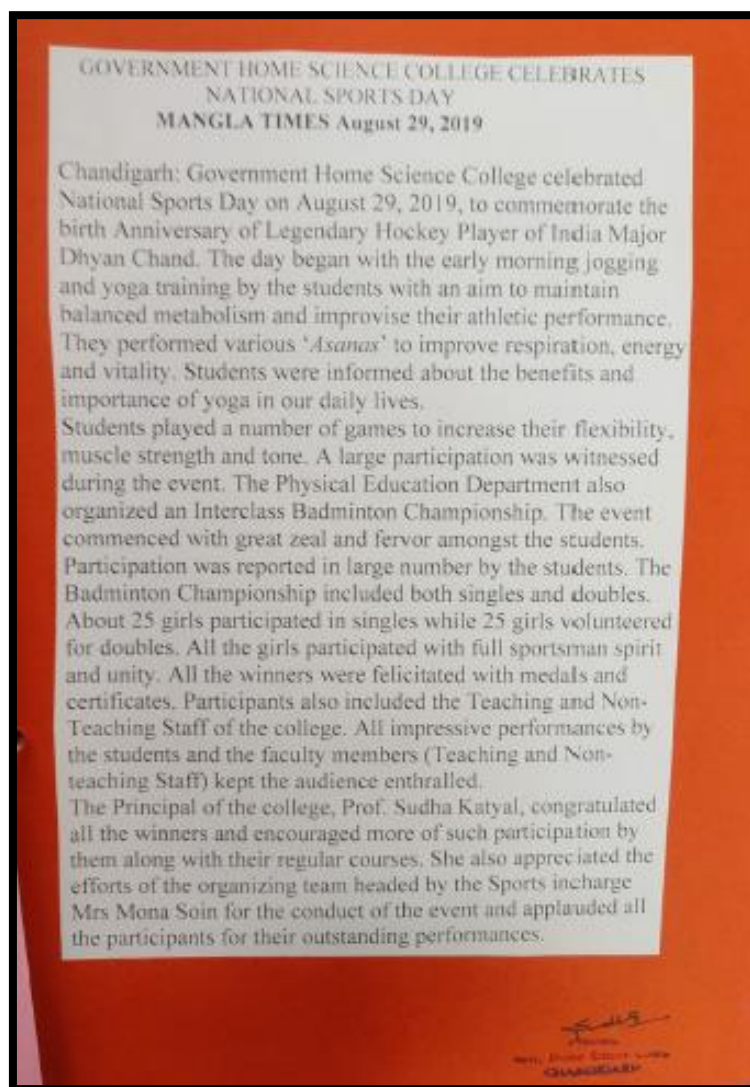 GOVERNMENT HOME SCIENCE COLLEGE CELEBRATES
NATIONAL SPORTS DAY
MANGLA TIMES August 29, 2019
Chandigarh: Government Home Science College celebrated
National Sports Day on August 29, 2019, to commemorate the
birth Anniversary of Legendary Hockey Player of India Major
Dhyan Chand. The day began with the early morning jogging
and yoga training by the students with an aim to maintain
balanced metabolism and improvise their athletic performance.
They performed various ‘Asanas’ to improve respiration, energy
and vitality. Students were informed about the benefits and
importance of yoga in our daily lives.
Students played a number of games to increase their flexibility,
muscle strength and tone. A large participation was witnessed
during the event. The Physical Education Department also
organized an Interclass Badminton Championship. The event
commenced with great zeal and fervor amongst the students.
Participation was reported in large number by the students. The
Badminton Championship included both singles and doubles.
About 25 girls participated in singles while 25 girls volunteered
for doubles. All the girls participated with full sportsman spirit
and unity. All the winners were felicitated with medals and
certificates. Participants also included the Teaching and Non-
Teaching Staff of the college. All impressive performances by
the students and the faculty members (Teaching and Non-
teaching Staff) kept the audience enthralled.
The Principal of the college, Prof. Sudha Katyal, congratulated
all the winners and encouraged more of such participation by
them along with their regular courses. She also appreciated the
efforts of the organizing team headed by the Sports incharge
Mrs Mona Soin for the conduct of the event and applauded all
the participants for their outstanding performances.
CHANDIGARH